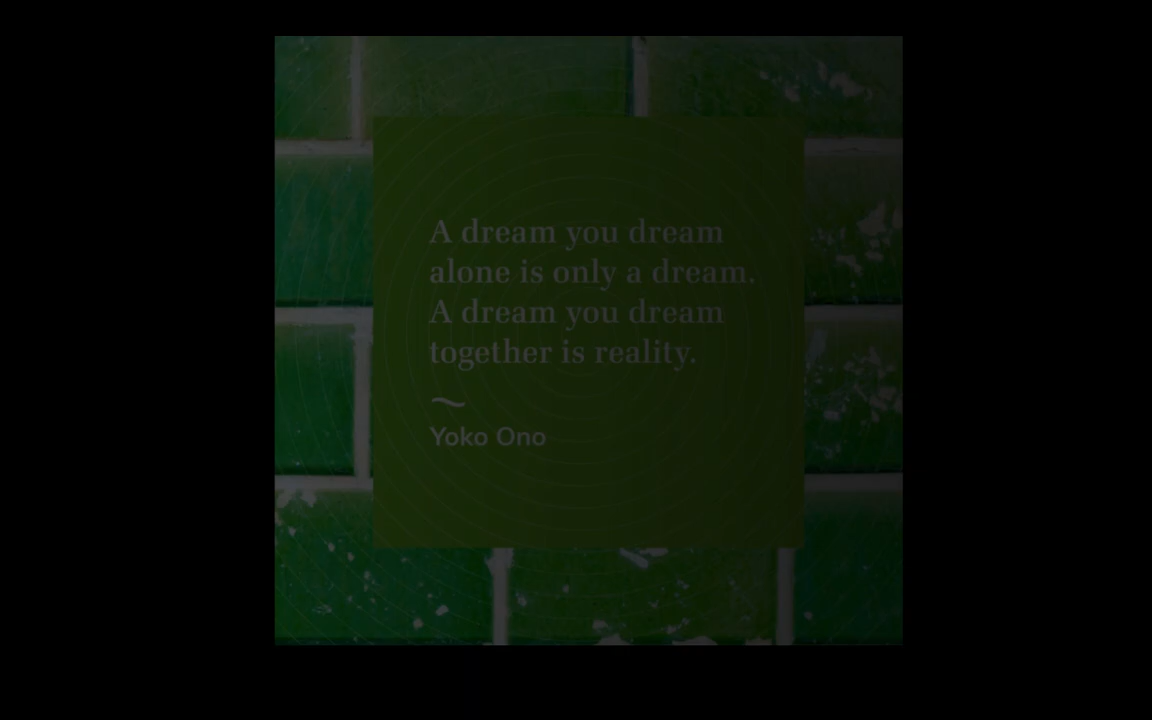 A dream you dream
alone is only a dream.
A dream you dream
together is reality.
~
Yoko Ono